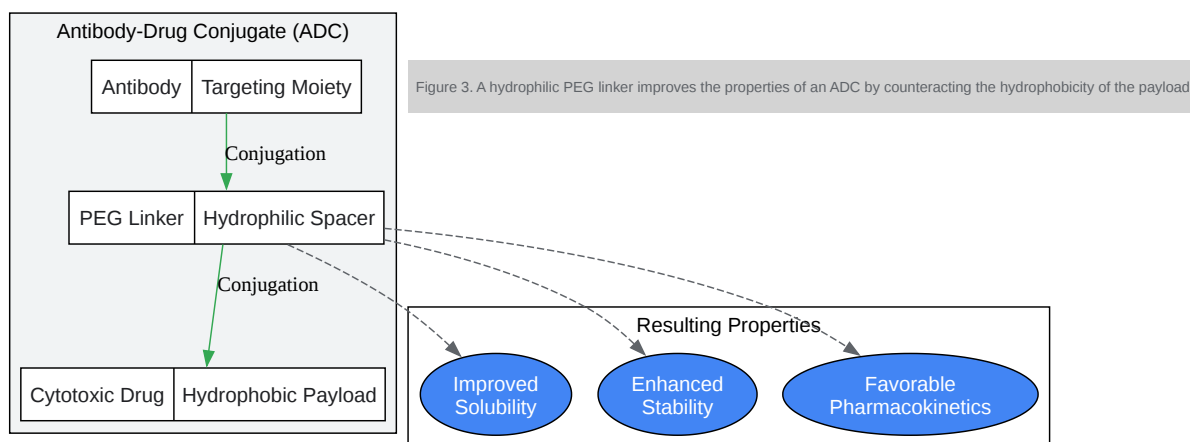 Antibody-Drug Conjugate (ADC)
Antibody Targeting Moiety
Figure 3. A hydrophilic PEG linker improves the properties of an ADC by counteracting the hydrophobicity of the payload
Conjugation
PEG Linker Hydrophilic Spacer
Conjugation
Resulting Properties
Cytotoxic Drug Hydrophobic Payload
Improved
Solubility
Enhanced
Stability
Favorable
Pharmacokinetics